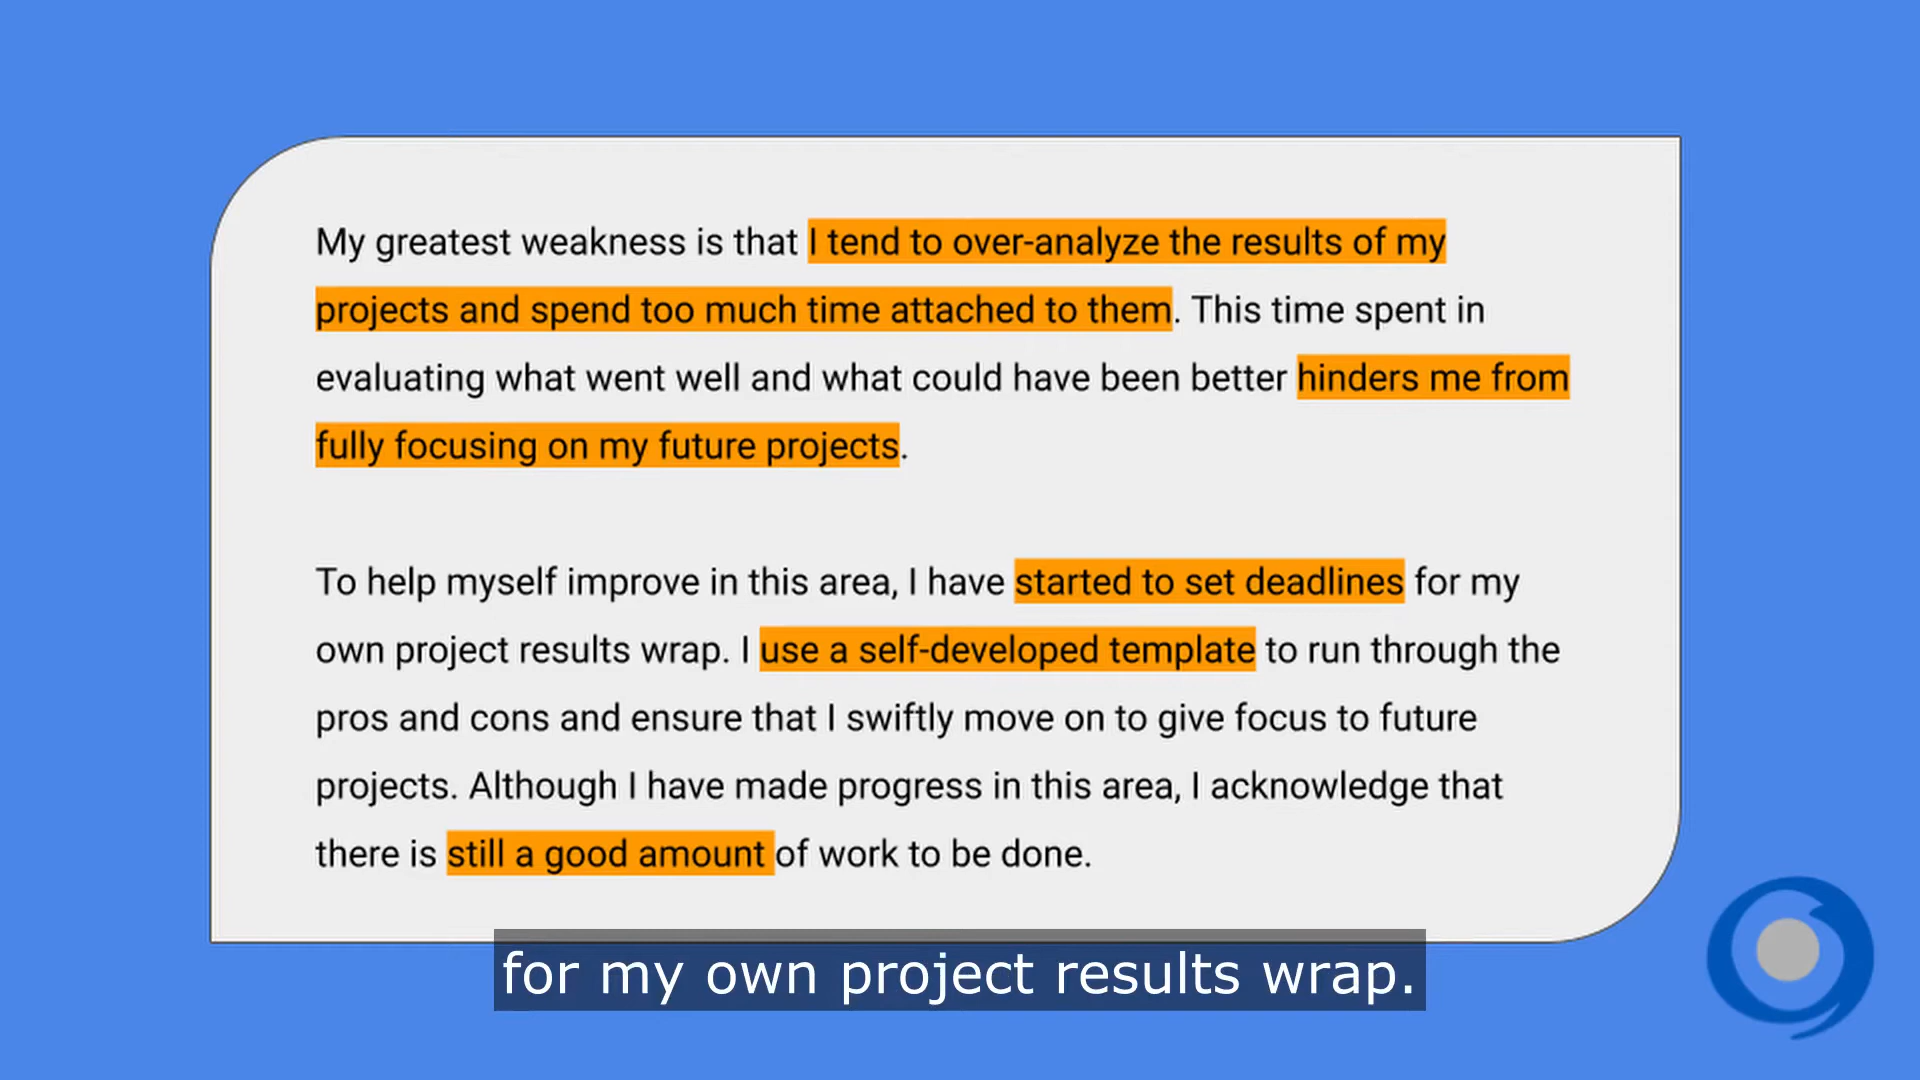 My greatest weakness is that I tend to over-analyze the results of my
projects and spend too much time attached to them. This time spent in
evaluating what went well and what could have been better hinders me from
fully focusing on my future projects.
To help myself improve in this area, I have started to set deadlines for my
own project results wrap. I use a self-developed template to run through the
pros and cons and ensure that I swiftly move on to give focus to future
projects. Although I have made progress in this area, I acknowledge that
there is still a good amount of work to be done.
for my own project results wrap.